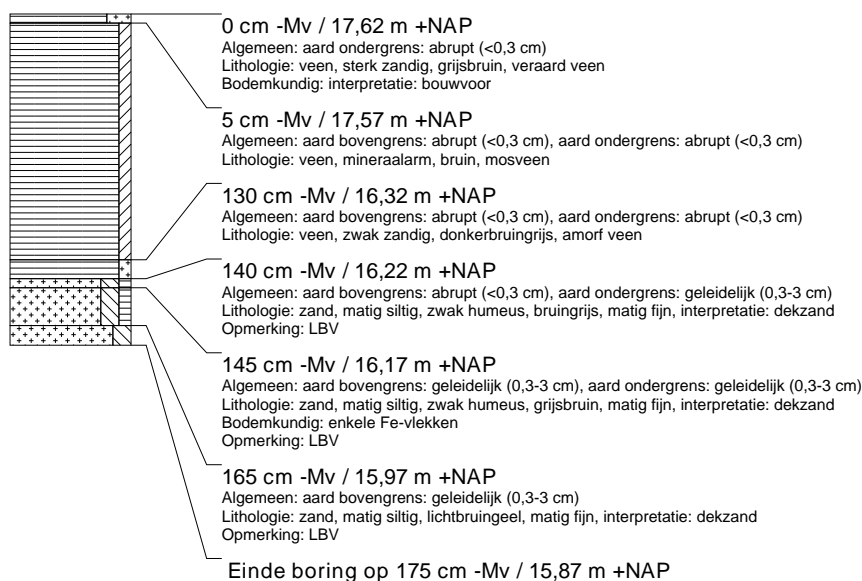 0 cm -Mv / 17,62 m +NAP
Algemeen: aard ondergrens: abrupt (<0,3 cm)
Lithologie: veen, sterk zandig, grijsbruin, veraard veen
Bodemkundig: interpretatie: bouwvoor
5 cm -Mv / 17,57 m +NAP
Algemeen: aard bovengrens: abrupt (<0,3 cm), aard ondergrens: abrupt (<0,3 cm)
Lithologie: veen, mineraalarm, bruin, mosveen
130 cm -Mv / 16,32 m +NAP
Algemeen: aard bovengrens: abrupt (<0,3 cm), aard ondergrens: abrupt (<0,3 cm)
Lithologie: veen, zwak zandig, donkerbruingrijs, amorf veen
140 cm -Mv / 16,22 m +NAP
Algemeen: aard bovengrens: abrupt (<0,3 cm), aard ondergrens: geleidelijk (0,3-3 cm)
Lithologie: zand, matig siltig, zwak humeus, bruingrijs, matig fijn, interpretatie: dekzand
Opmerking: LBV
145 cm -Mv / 16,17 m +NAP
Algemeen: aard bovengrens: geleidelijk (0,3-3 cm), aard ondergrens: geleidelijk (0,3-3 cm)
Lithologie: zand, matig siltig, zwak humeus, grijsbruin, matig fijn, interpretatie: dekzand
Bodemkundig: enkele Fe-vlekken
Opmerking: LBV
165 cm -Mv / 15,97 m +NAP
Algemeen: aard bovengrens: geleidelijk (0,3-3 cm)
Lithologie: zand, matig siltig, lichtbruingeel, matig fijn, interpretatie: dekzand
Opmerking: LBV
Einde boring op 175 cm -Mv / 15,87 m +NAP